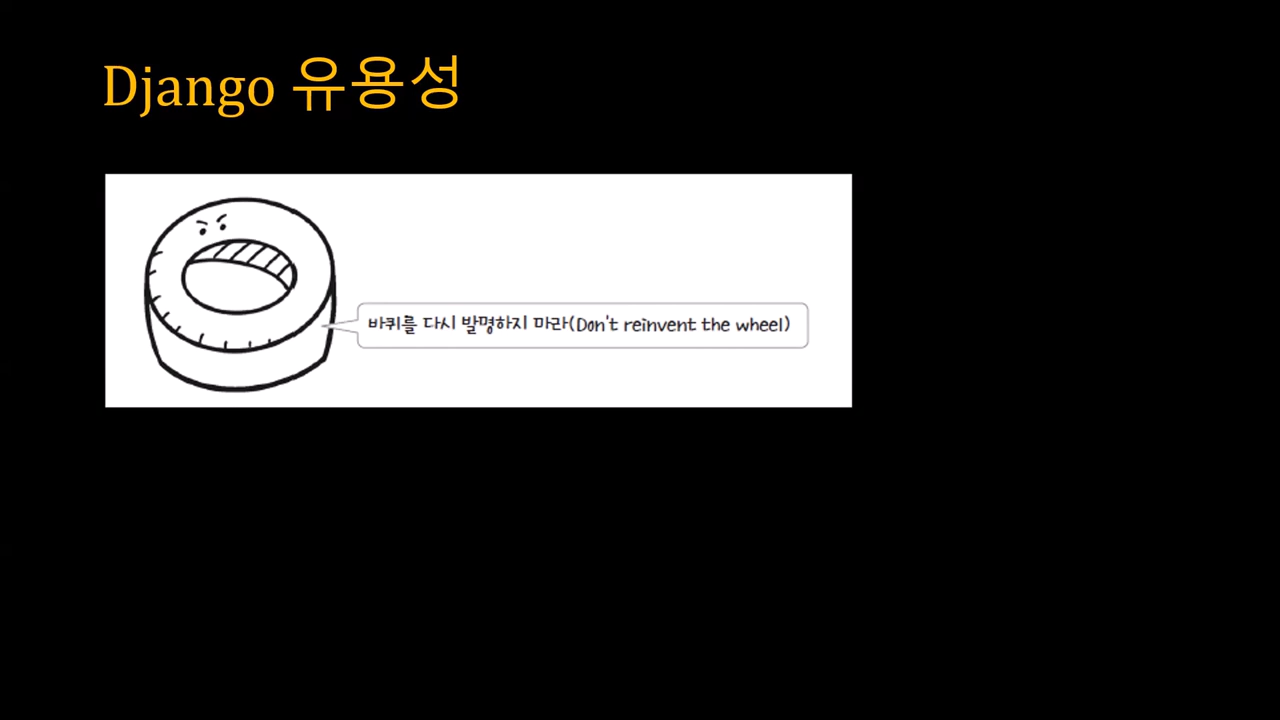 Django 유용성
바퀴를 다시 발명하지 마라(Don't reinvent the wheel)